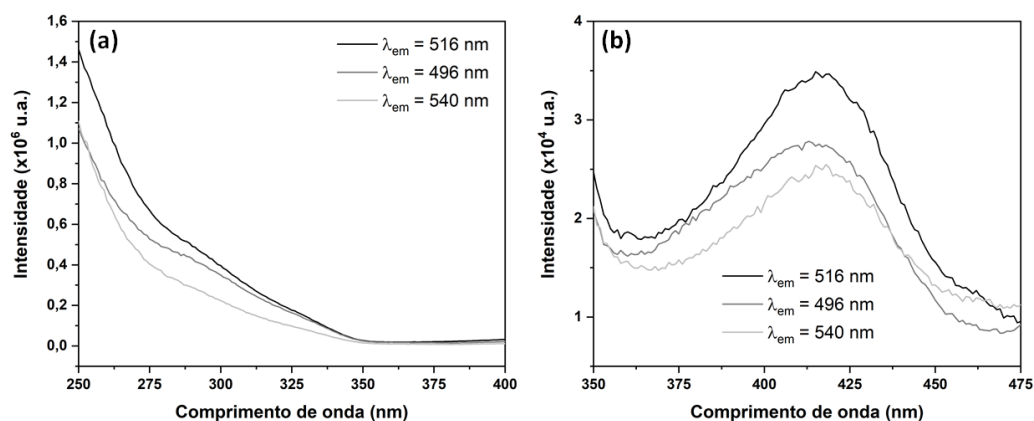 (a)
λem = 516 nm
λem = 496 nm
λem = 540 nm
Intensidade (x10⁶ u.a.)
1,6
1,4
1,2
1,0
0,8
0,6
0,4
0,2
0,0
250 275 300 325 350 375 400
Comprimento de onda (nm)
(b)
λem = 516 nm
λem = 496 nm
λem = 540 nm
Intensidade (x10⁴ u.a.)
4
3
2
1
350 375 400 425 450 475
Comprimento de onda (nm)